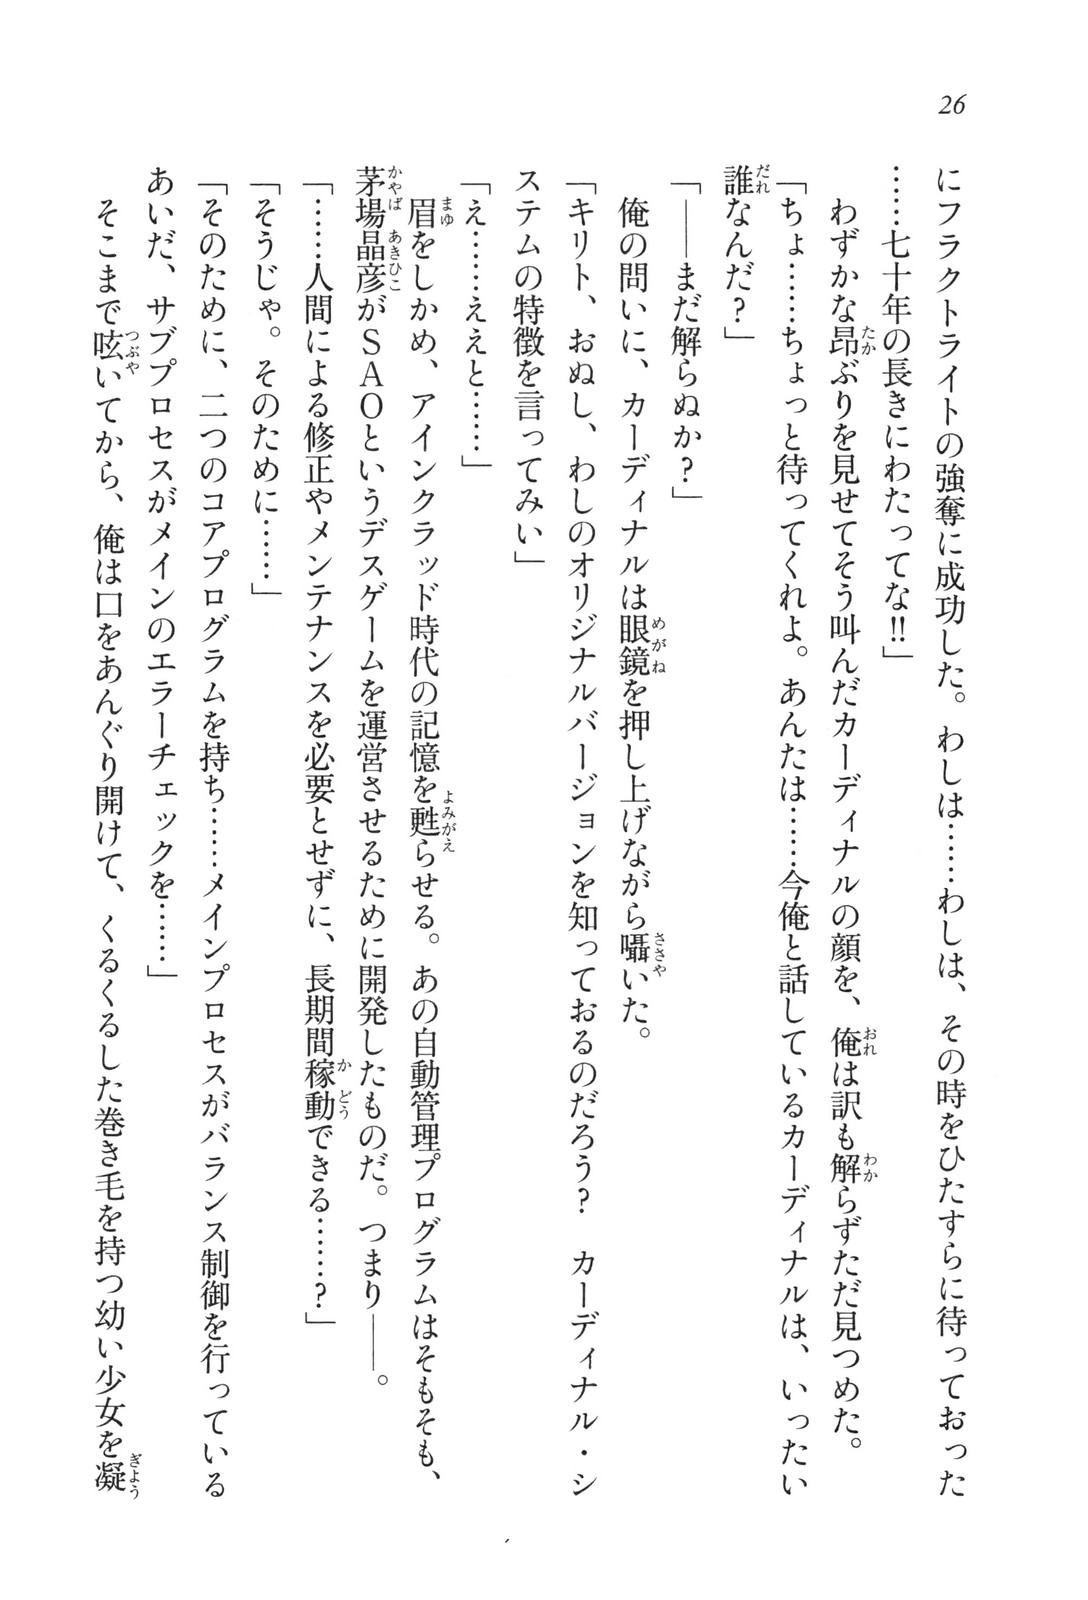 26
にフラクトライトの強奪に成功した。わしは……わしは、その時をひたすらに待っておった
……七十年の長きにわたってな!!」
わずかな昂ぶりを見せてそう叫んだカーディナルの顔を、俺は訳も解らずただ見つめた。
「ちょ……ちょっと待ってくれよ。あんたは……今俺と話しているカーディナルは、いったい
誰なんだ?」
「――まだ解らぬか?」
俺の問いに、カーディナルは眼鏡を押し上げながら囁いた。
「キリト、おぬし、わしのオリジナルバージョンを知っておるのだろう? カーディナル・シ
ステムの特徴を言ってみい」
「え……ええと……」
眉をしかめ、アインクラッド時代の記憶を甦らせる。あの自動管理プログラムはそもそも、
茅場晶彦がSAOというデスゲームを運営させるために開発したものだ。つまり――。
「……人間による修正やメンテナンスを必要とせずに、長期間稼動できる……?」
「そうじゃ。そのために……」
「そのために、二つのコアプログラムを持ち……メインプロセスがバランス制御を行っている
あいだ、サブプロセスがメインのエラーチェックを……」
そこまで呟いてから、俺は口をあんぐり開けて、くるくるした巻き毛を持つ幼い少女を凝